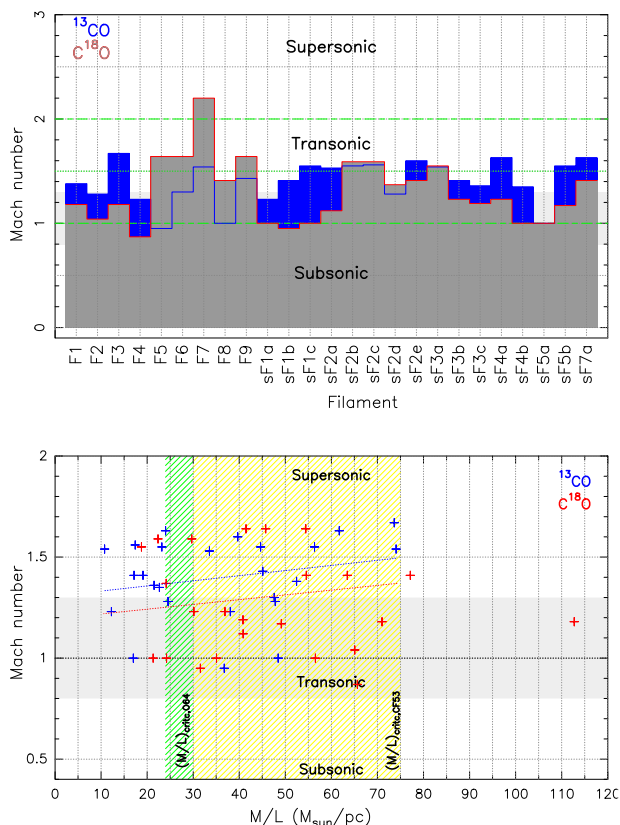 3
¹³CO
C¹⁸O
Supersonic
2
Transonic
1
Subsonic
0
Mach number
F1 F2 F3 F4 F5 F6 F7 F8 F9 sF1a sF1b sF1c sF2a sF2b sF2c sF2d sF2e sF3a sF3b sF3c sF4a sF4b sF5a sF5b sF7a
Filament
2
¹³CO
C¹⁸O
Supersonic
1.5
1
Transonic
0.5
Subsonic
Mach number
(M/L)critc,O64
(M/L)critc,CF53
0 10 20 30 40 50 60 70 80 90 100 110 120
M/L (Msun/pc)